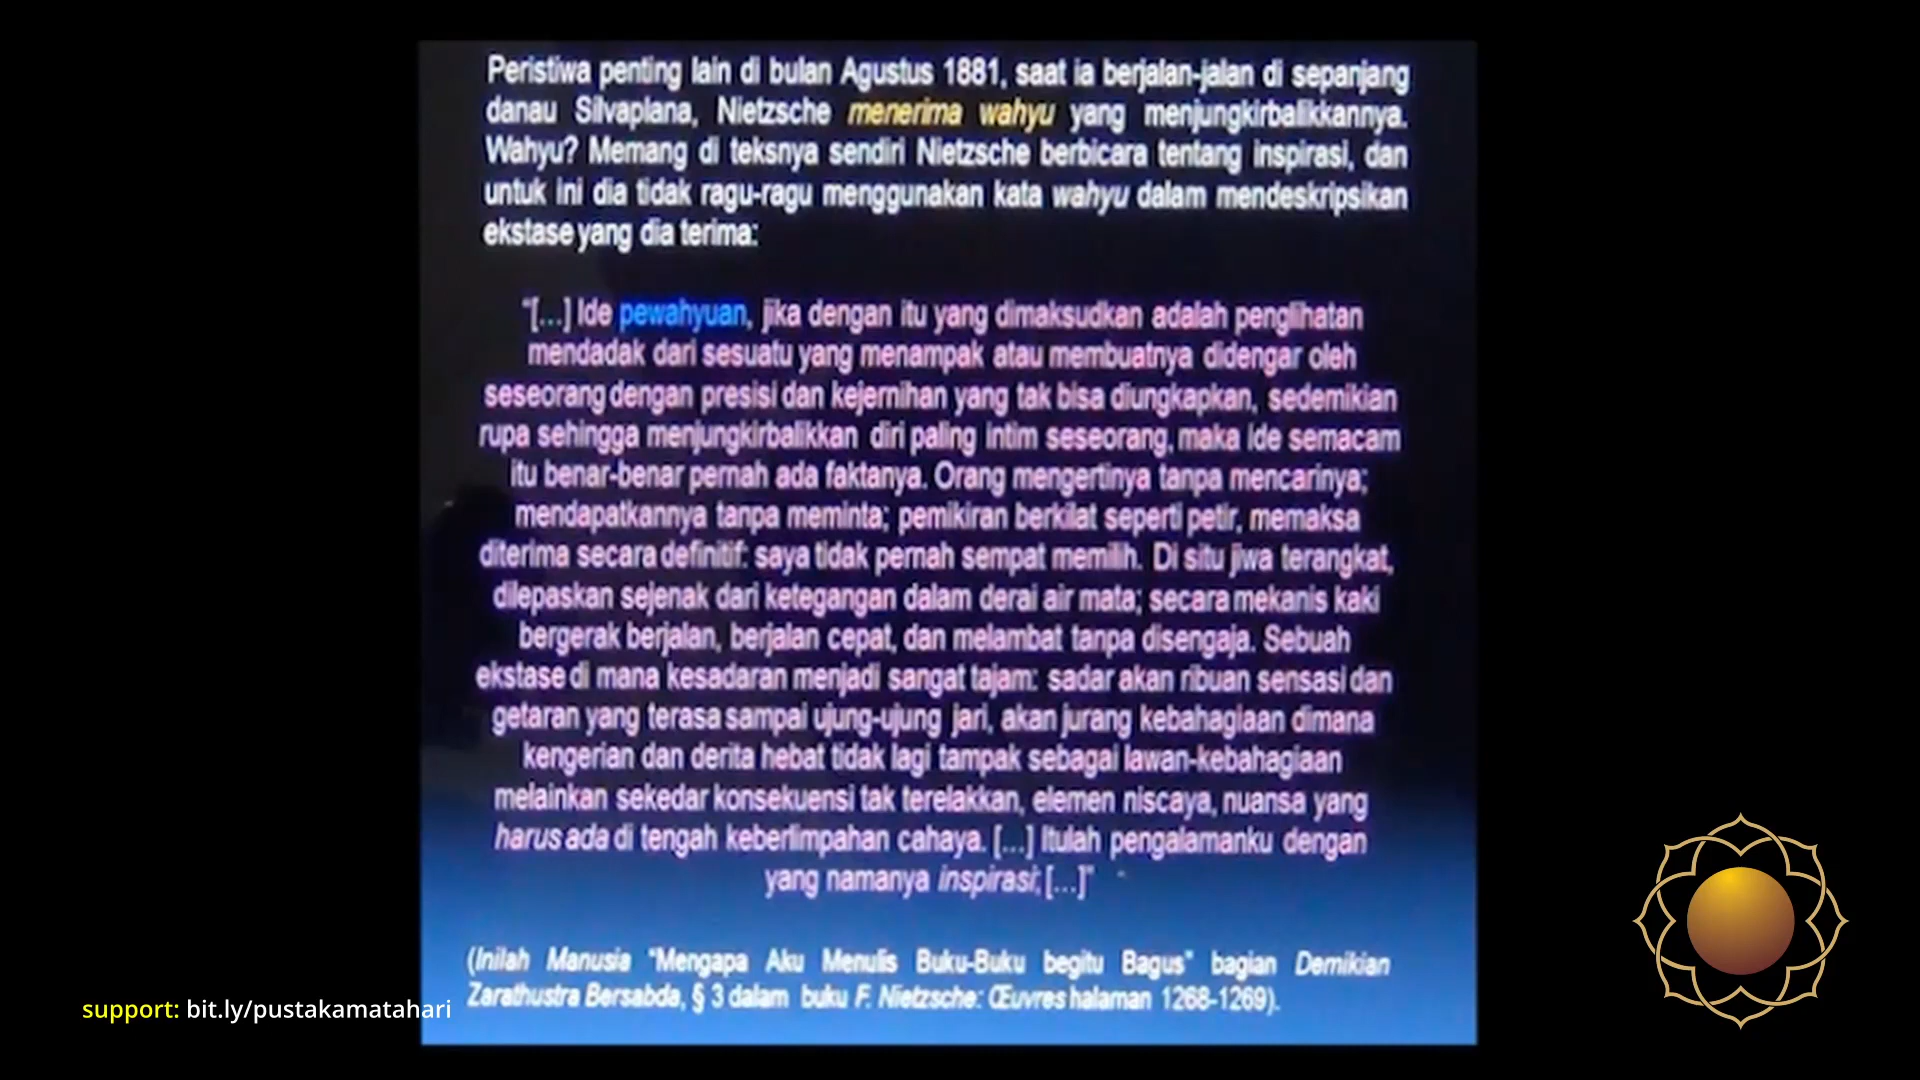 Peristiwa penting lain di bulan Agustus 1881, saat ia berjalan-jalan di sepanjang
danau Silvaplana, Nietzsche menerima wahyu yang menjungkirbalikkannya.
Wahyu? Memang di teksnya sendiri Nietzsche berbicara tentang inspirasi, dan
untuk ini dia tidak ragu-ragu menggunakan kata wahyu dalam mendeskripsikan
ekstase yang dia terima:
"[...] Ide pewahyuan, jika dengan itu yang dimaksudkan adalah penglihatan
mendadak dari sesuatu yang menampak atau membuatnya didengar oleh
seseorang dengan presisi dan kejernihan yang tak bisa diungkapkan, sedemikian
rupa sehingga menjungkirbalikkan diri paling intim seseorang, maka ide semacam
itu benar-benar pernah ada faktanya. Orang mengertinya tanpa mencarinya;
mendapatkannya tanpa meminta; pemikiran berkilat seperti petir, memaksa
diterima secara definitif: saya tidak pernah sempat memilih. Di situ jiwa terangkat,
dilepaskan sejenak dari ketegangan dalam derai air mata; secara mekanis kaki
bergerak berjalan, berjalan cepat, dan melambat tanpa disengaja. Sebuah
ekstase di mana kesadaran menjadi sangat tajam: sadar akan ribuan sensasi dan
getaran yang terasa sampai ujung-ujung jari, akan jurang kebahagiaan dimana
kengerian dan derita hebat tidak lagi tampak sebagai lawan-kebahagiaan
melainkan sekedar konsekuensi tak terelakkan, elemen niscaya, nuansa yang
harus ada di tengah keberlimpahan cahaya. [...] Itulah pengalamanku dengan
yang namanya inspirasi; [...]"
(Inilah Manusia "Mengapa Aku Menulis Buku-Buku begitu Bagus" bagian Demikian
Zarathustra Bersabda, § 3 dalam buku F. Nietzsche: Œuvres halaman 1268-1269).
support: bit.ly/pustakamatahari